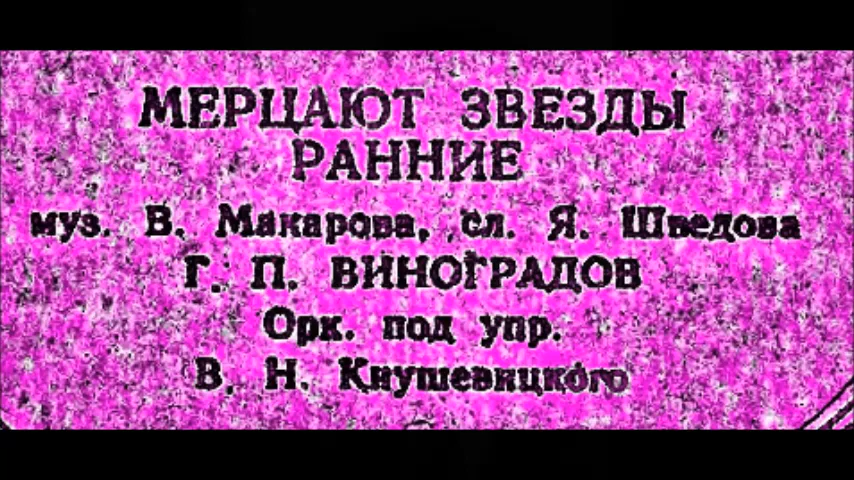 МЕРЦАЮТ ЗВЕЗДЫ
РАННИЕ
муз. В. Макарова, сл. Я. Шведова
Г. П. ВИНОГРАДОВ
Орк. под упр.
В. Н. Кнушевицкого